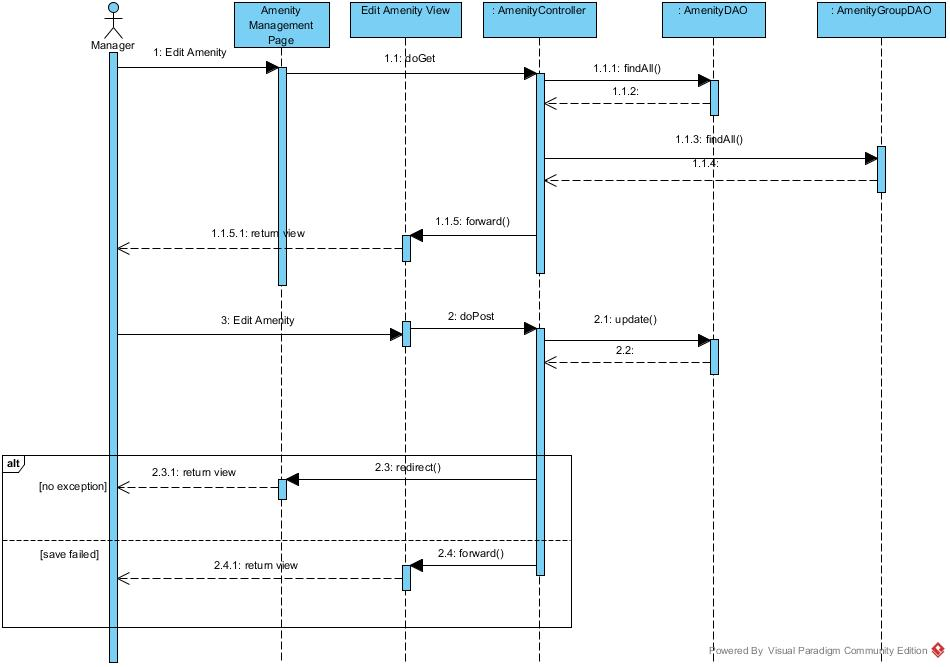 Amenity
Management
Page
Edit Amenity View
: AmenityController
: AmenityDAO
: AmenityGroupDAO
Manager
1: Edit Amenity
1.1: doGet
1.1.1: findAll()
1.1.2:
1.1.3: findAll()
1.1.4:
1.1.5: forward()
1.1.5.1: return view
3: Edit Amenity
2: doPost
2.1: update()
2.2:
alt
2.3: redirect()
2.3.1: return view
[no exception]
[save failed]
2.4: forward()
2.4.1: return view
Powered By Visual Paradigm Community Edition